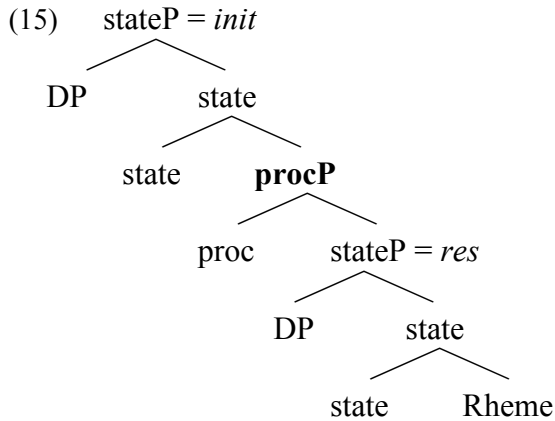 (15) stateP = init
DP state
state procP
proc stateP = res
DP state
state Rheme